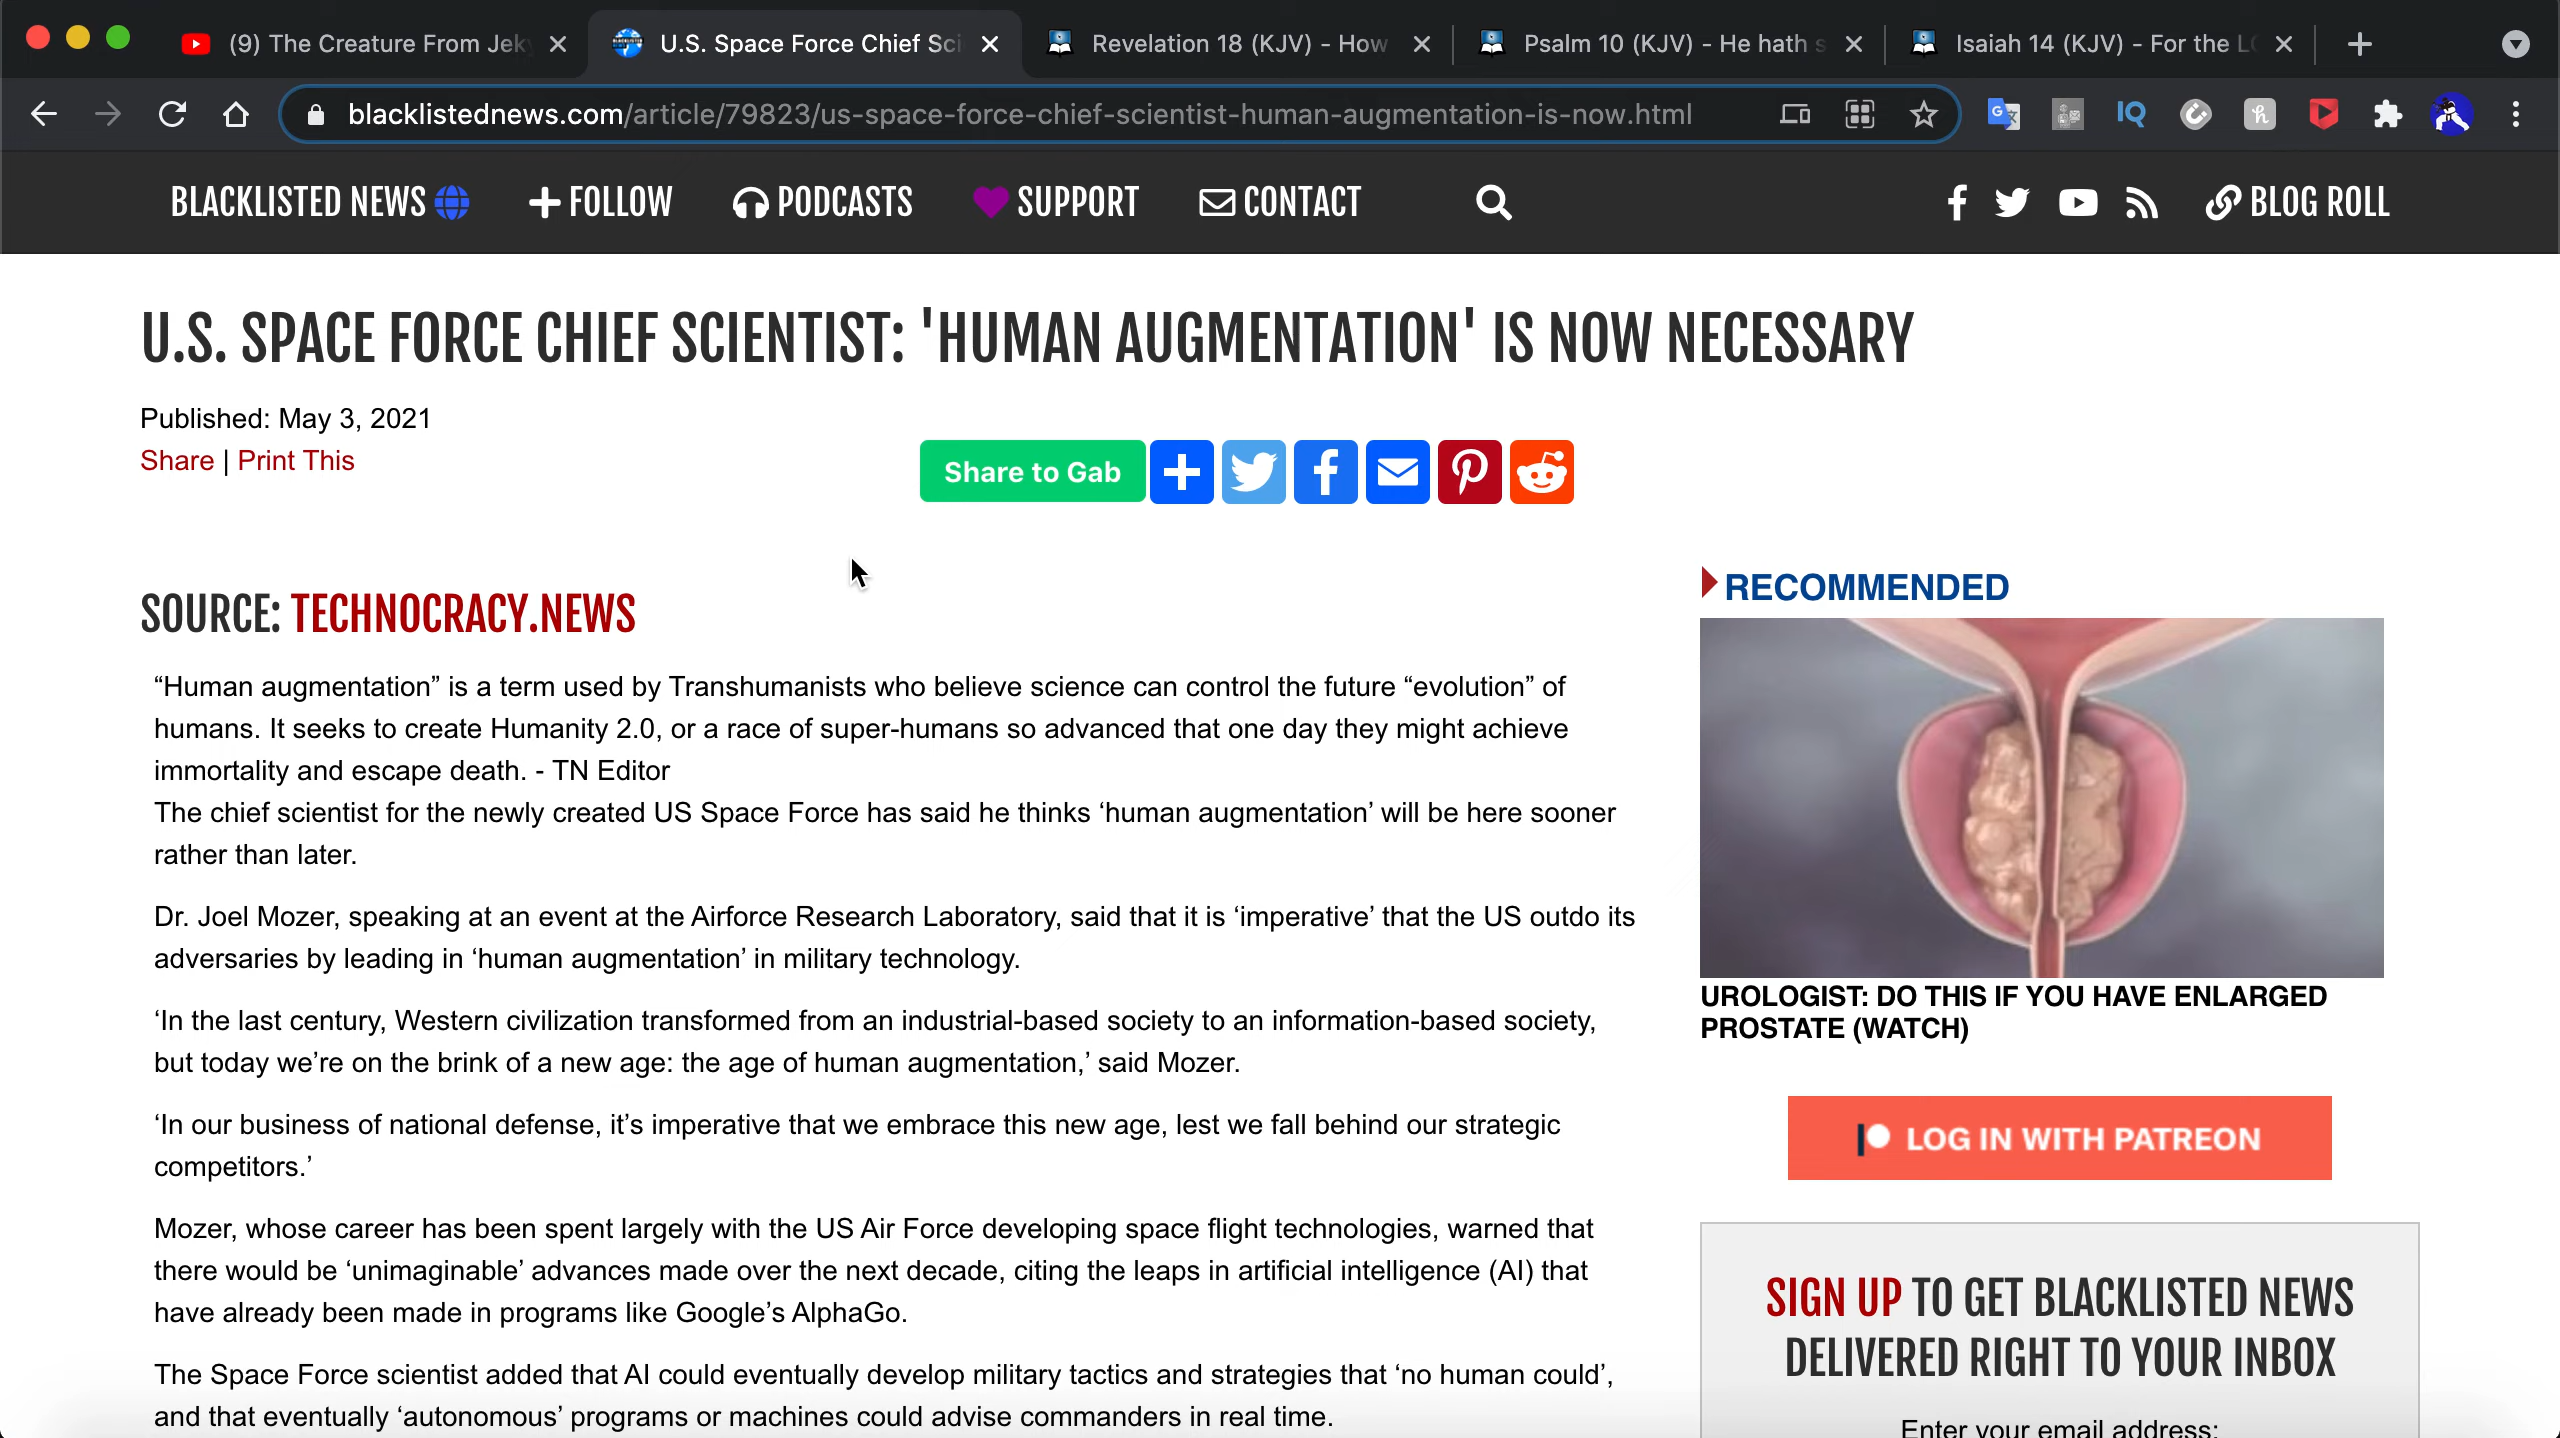 (9) The Creature From Jek
U.S. Space Force Chief Sci
Revelation 18 (KJV) - How
Psalm 10 (KJV) - He hath s
Isaiah 14 (KJV) - For the L
blacklistednews.com/article/79823/us-space-force-chief-scientist-human-augmentation-is-now.html
BLACKLISTED NEWS FOLLOW PODCASTS SUPPORT CONTACT BLOG ROLL
U.S. SPACE FORCE CHIEF SCIENTIST: 'HUMAN AUGMENTATION' IS NOW NECESSARY
Published: May 3, 2021
Share | Print This
Share to Gab
SOURCE: TECHNOCRACY.NEWS
“Human augmentation” is a term used by Transhumanists who believe science can control the future “evolution” of
humans. It seeks to create Humanity 2.0, or a race of super-humans so advanced that one day they might achieve
immortality and escape death. - TN Editor
The chief scientist for the newly created US Space Force has said he thinks ‘human augmentation’ will be here sooner
rather than later.
Dr. Joel Mozer, speaking at an event at the Airforce Research Laboratory, said that it is ‘imperative’ that the US outdo its
adversaries by leading in ‘human augmentation’ in military technology.
‘In the last century, Western civilization transformed from an industrial-based society to an information-based society,
but today we’re on the brink of a new age: the age of human augmentation,’ said Mozer.
‘In our business of national defense, it’s imperative that we embrace this new age, lest we fall behind our strategic
competitors.’
Mozer, whose career has been spent largely with the US Air Force developing space flight technologies, warned that
there would be ‘unimaginable’ advances made over the next decade, citing the leaps in artificial intelligence (AI) that
have already been made in programs like Google’s AlphaGo.
The Space Force scientist added that AI could eventually develop military tactics and strategies that ‘no human could’,
and that eventually ‘autonomous’ programs or machines could advise commanders in real time.
RECOMMENDED
UROLOGIST: DO THIS IF YOU HAVE ENLARGED
PROSTATE (WATCH)
LOG IN WITH PATREON
SIGN UP TO GET BLACKLISTED NEWS
DELIVERED RIGHT TO YOUR INBOX
Enter your email address: